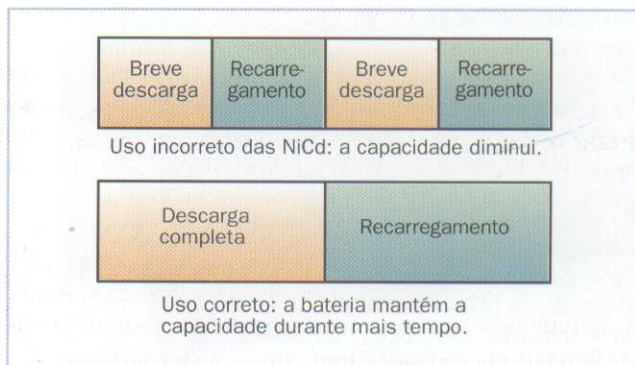 Breve descarga
Recarre-
gamento
Breve descarga
Recarre-
gamento
Uso incorreto das NiCd: a capacidade diminui.
Descarga completa
Recarregamento
Uso correto: a bateria mantém a
capacidade durante mais tempo.